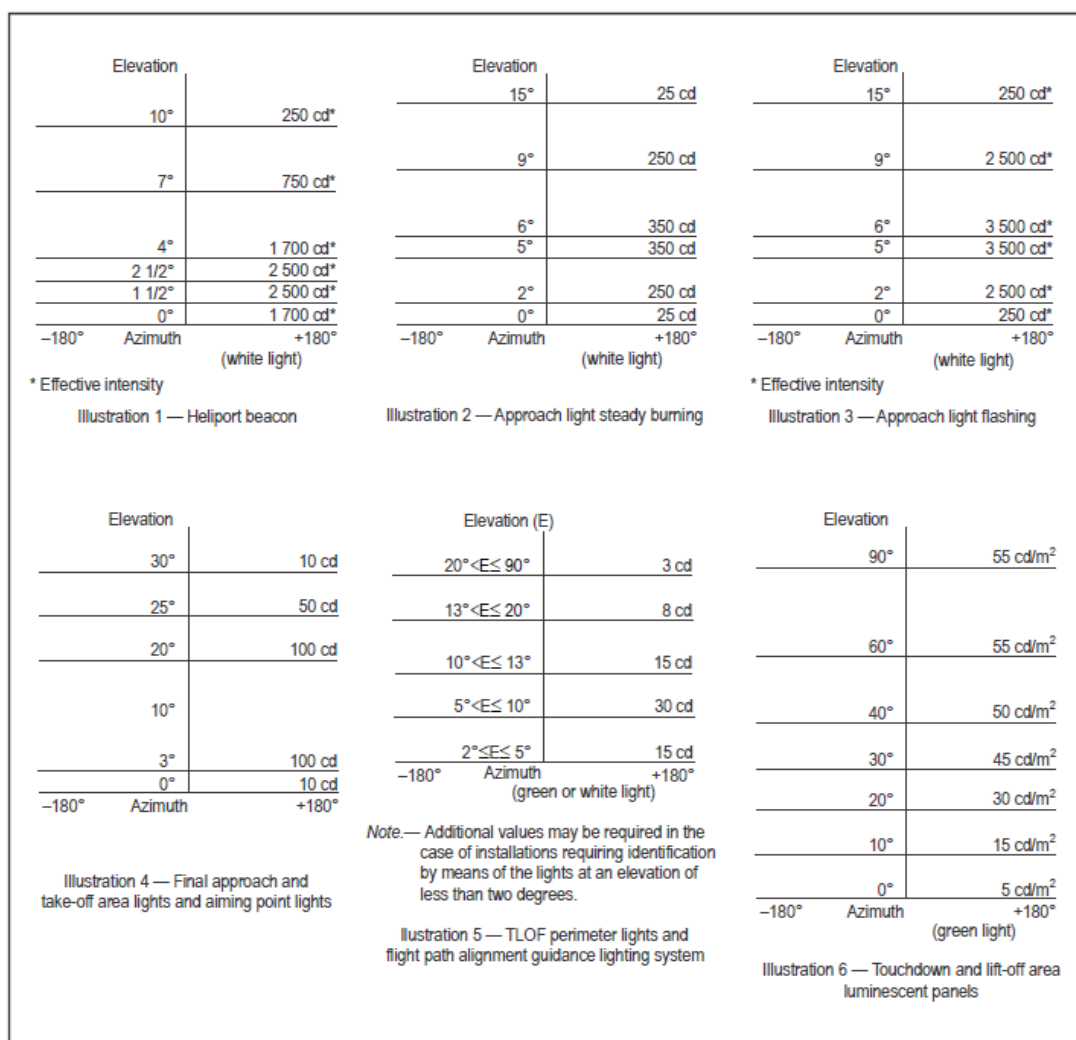 Elevation
10° 250 cd*
7° 750 cd*
4° 1 700 cd*
2 1/2° 2 500 cd*
1 1/2° 2 500 cd*
0° 1 700 cd*
–180° Azimuth +180°
(white light)
* Effective intensity
Illustration 1 — Heliport beacon
Elevation
15° 25 cd
9° 250 cd
6° 350 cd
5° 350 cd
2° 250 cd
0° 25 cd
–180° Azimuth +180°
(white light)
Illustration 2 — Approach light steady burning
Elevation
15° 250 cd*
9° 2 500 cd*
6° 3 500 cd*
5° 3 500 cd*
2° 2 500 cd*
0° 250 cd*
–180° Azimuth +180°
(white light)
* Effective intensity
Illustration 3 — Approach light flashing
Elevation
30° 10 cd
25° 50 cd
20° 100 cd
10°
3° 100 cd
0° 10 cd
–180° Azimuth +180°
Illustration 4 — Final approach and
take-off area lights and aiming point lights
Elevation (E)
20°<E≤ 90° 3 cd
13°<E≤ 20° 8 cd
10°<E≤ 13° 15 cd
5°<E≤ 10° 30 cd
2°≤E≤ 5° 15 cd
–180° Azimuth +180°
(green or white light)
Note.— Additional values may be required in the
case of installations requiring identification
by means of the lights at an elevation of
less than two degrees.
Illustration 5 — TLOF perimeter lights and
flight path alignment guidance lighting system
Elevation
90° 55 cd/m²
60° 55 cd/m²
40° 50 cd/m²
30° 45 cd/m²
20° 30 cd/m²
10° 15 cd/m²
0° 5 cd/m²
–180° Azimuth +180°
(green light)
Illustration 6 — Touchdown and lift-off area
luminescent panels